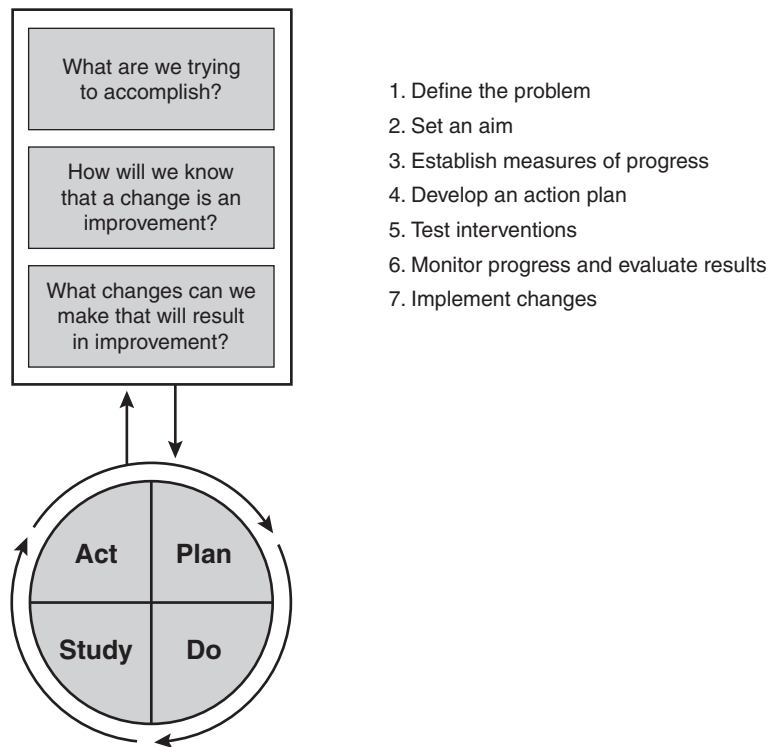 What are we trying
to accomplish?
How will we know
that a change is an
improvement?
What changes can we
make that will result
in improvement?
1. Define the problem
2. Set an aim
3. Establish measures of progress
4. Develop an action plan
5. Test interventions
6. Monitor progress and evaluate results
7. Implement changes
Act
Plan
Study
Do